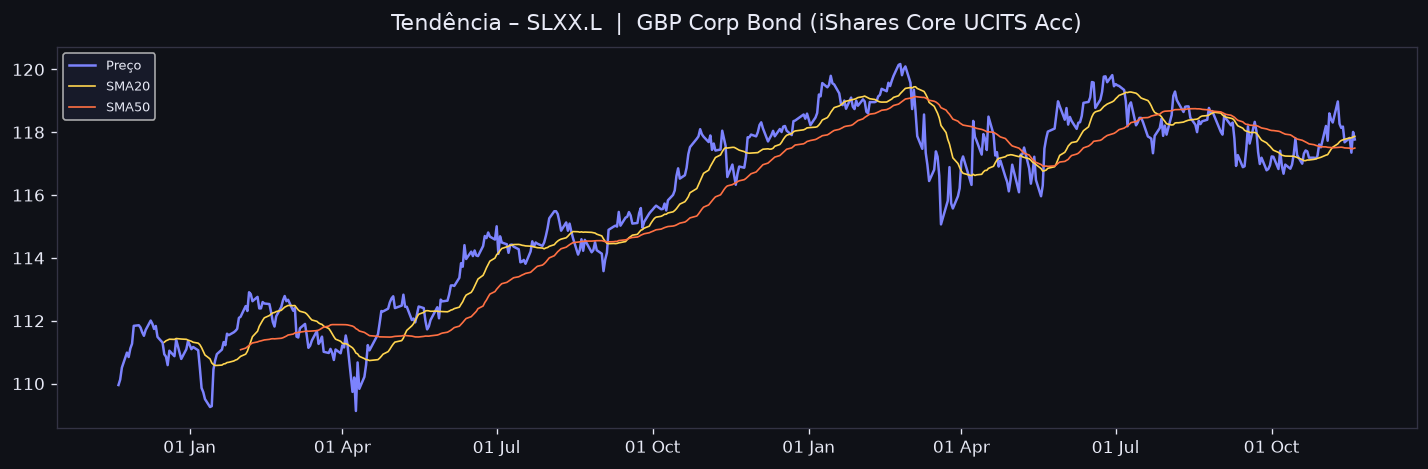 Tendência – SLXX.L | GBP Corp Bond (iShares Core UCITS Acc)
Preço
SMA20
SMA50
120
118
116
114
112
110
01 Jan
01 Apr
01 Jul
01 Oct
01 Jan
01 Apr
01 Jul
01 Oct